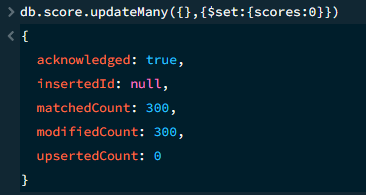 > db.score.updateMany({},{$set:{scores:0}})
< {
acknowledged: true,
insertedId: null,
matchedCount: 300,
modifiedCount: 300,
upsertedCount: 0
}